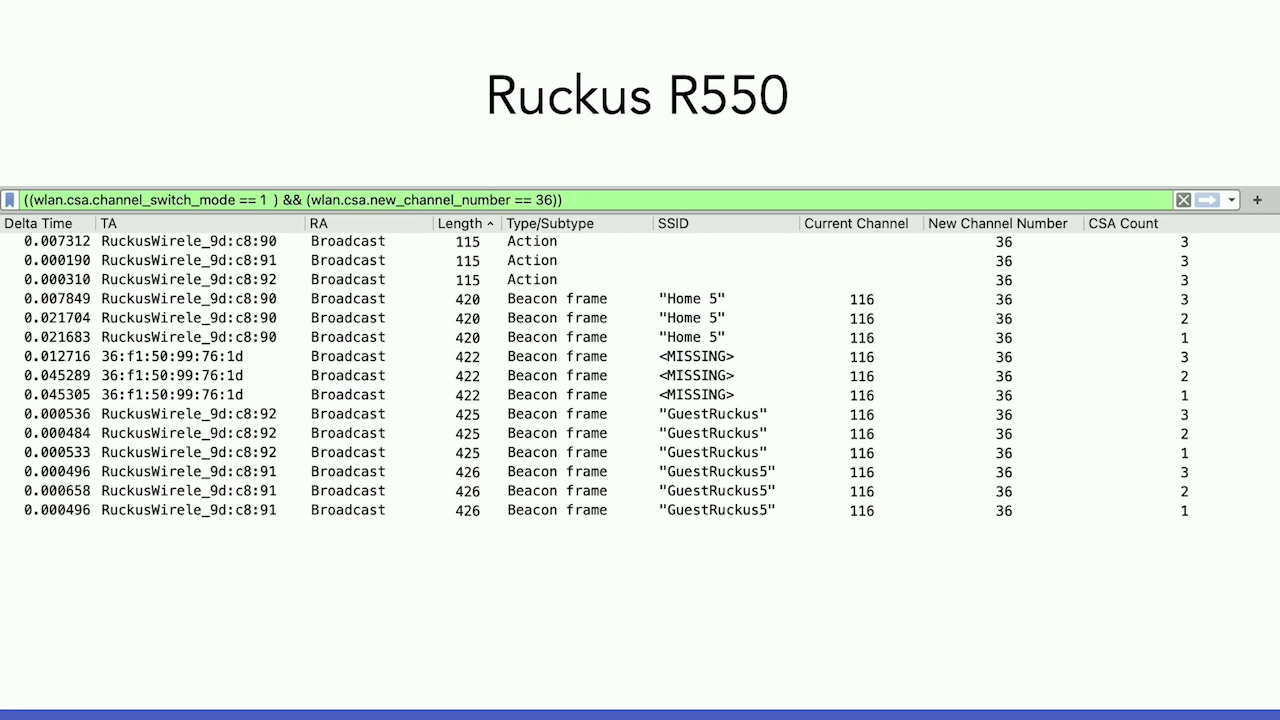 Ruckus R550
((wlan.csa.channel_switch_mode == 1 ) && (wlan.csa.new_channel_number == 36))
+
Delta Time TA RA Length Type/Subtype SSID Current Channel New Channel Number CSA Count
0.007312 RuckusWirele_9d:c8:90 Broadcast 115 Action 36 3
0.000190 RuckusWirele_9d:c8:91 Broadcast 115 Action 36 3
0.000310 RuckusWirele_9d:c8:92 Broadcast 115 Action 36 3
0.007849 RuckusWirele_9d:c8:90 Broadcast 420 Beacon frame "Home 5" 116 36 3
0.021704 RuckusWirele_9d:c8:90 Broadcast 420 Beacon frame "Home 5" 116 36 2
0.021683 RuckusWirele_9d:c8:90 Broadcast 420 Beacon frame "Home 5" 116 36 1
0.012716 36:f1:50:99:76:1d Broadcast 422 Beacon frame <MISSING> 116 36 3
0.045289 36:f1:50:99:76:1d Broadcast 422 Beacon frame <MISSING> 116 36 2
0.045305 36:f1:50:99:76:1d Broadcast 422 Beacon frame <MISSING> 116 36 1
0.000536 RuckusWirele_9d:c8:92 Broadcast 425 Beacon frame "GuestRuckus" 116 36 3
0.000484 RuckusWirele_9d:c8:92 Broadcast 425 Beacon frame "GuestRuckus" 116 36 2
0.000533 RuckusWirele_9d:c8:92 Broadcast 425 Beacon frame "GuestRuckus" 116 36 1
0.000496 RuckusWirele_9d:c8:91 Broadcast 426 Beacon frame "GuestRuckus5" 116 36 3
0.000658 RuckusWirele_9d:c8:91 Broadcast 426 Beacon frame "GuestRuckus5" 116 36 2
0.000496 RuckusWirele_9d:c8:91 Broadcast 426 Beacon frame "GuestRuckus5" 116 36 1